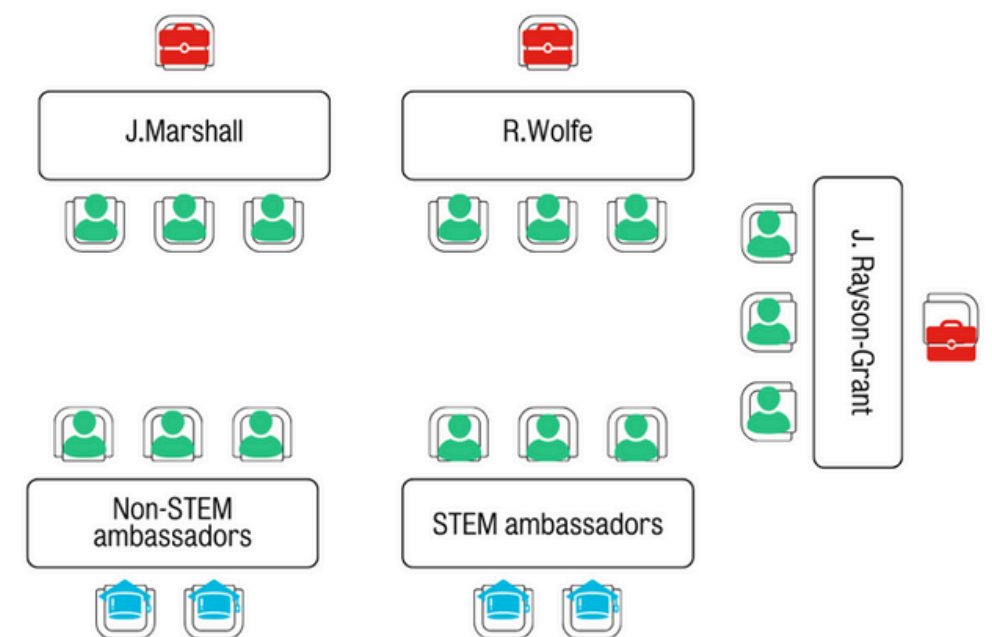 J.Marshall
R.Wolfe
J. Rayson-Grant
Non-STEM
ambassadors
STEM ambassadors